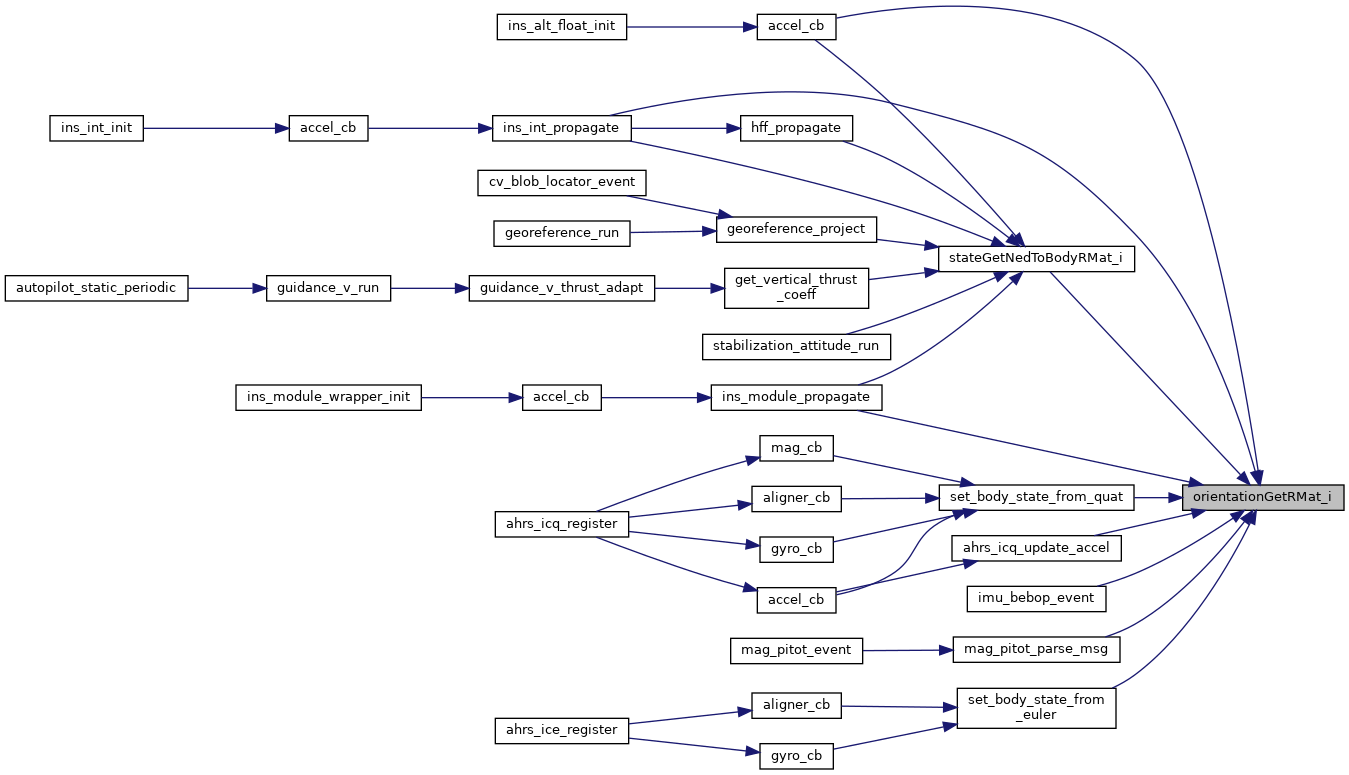 ins_alt_float_init
accel_cb
ins_int_init
accel_cb
ins_int_propagate
hff_propagate
cv_blob_locator_event
georeference_run
georeference_project
stateGetNedToBodyRMat_i
autopilot_static_periodic
guidance_v_run
guidance_v_thrust_adapt
get_vertical_thrust
_coeff
stabilization_attitude_run
ins_module_wrapper_init
accel_cb
ins_module_propagate
mag_cb
aligner_cb
set_body_state_from_quat
orientationGetRMat_i
ahrs_icq_register
gyro_cb
ahrs_icq_update_accel
accel_cb
imu_bebop_event
mag_pitot_event
mag_pitot_parse_msg
aligner_cb
set_body_state_from
_euler
ahrs_ice_register
gyro_cb